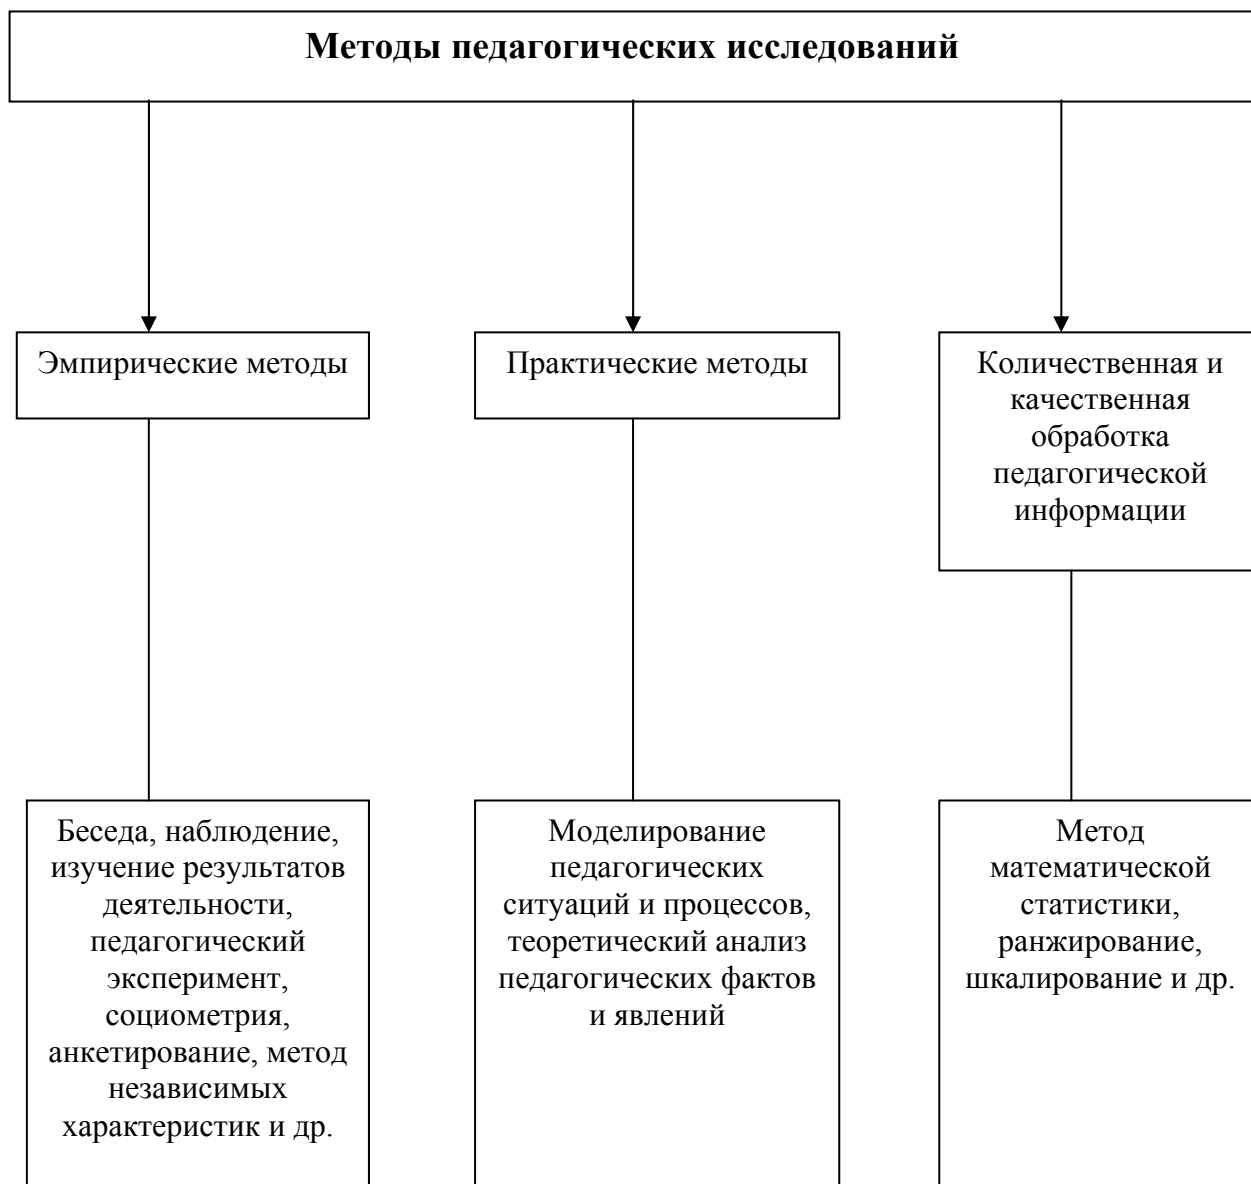 Методы педагогических исследований
Эмпирические методы
Практические методы
Количественная и
качественная
обработка
педагогической
информации
Беседа, наблюдение,
изучение результатов
деятельности,
педагогический
эксперимент,
социометрия,
анкетирование, метод
независимых
характеристик и др.
Моделирование
педагогических
ситуаций и процессов,
теоретический анализ
педагогических фактов
и явлений
Метод
математической
статистики,
ранжирование,
шкалирование и др.